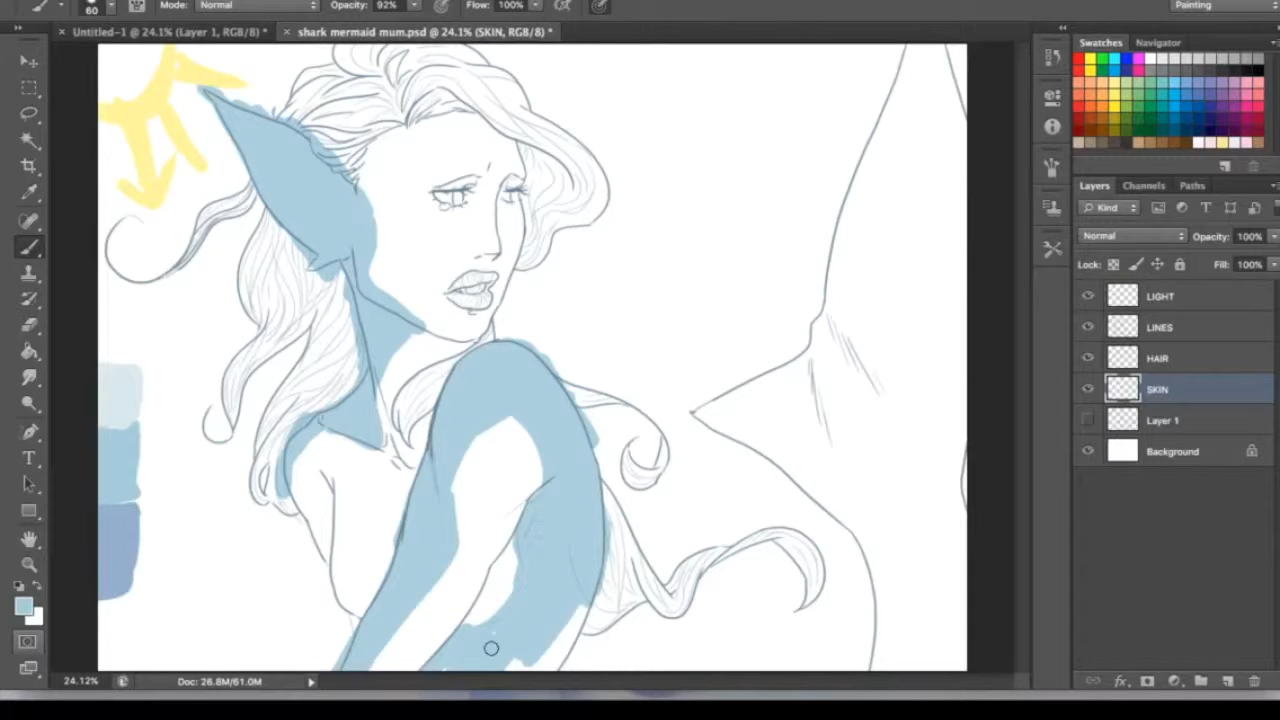 60 Mode: Normal Opacity: 92% Flow: 100% Painting
Untitled-1 @ 24.1% (Layer 1, RGB/8) * shark mermaid mum.psd @ 24.1% (SKIN, RGB/8) *
Swatches Navigator
Layers Channels Paths
Kind
Normal Opacity: 100%
Lock: Fill: 100%
LIGHT
LINES
HAIR
SKIN
Layer 1
Background
24.12% Doc: 26.8M/61.0M